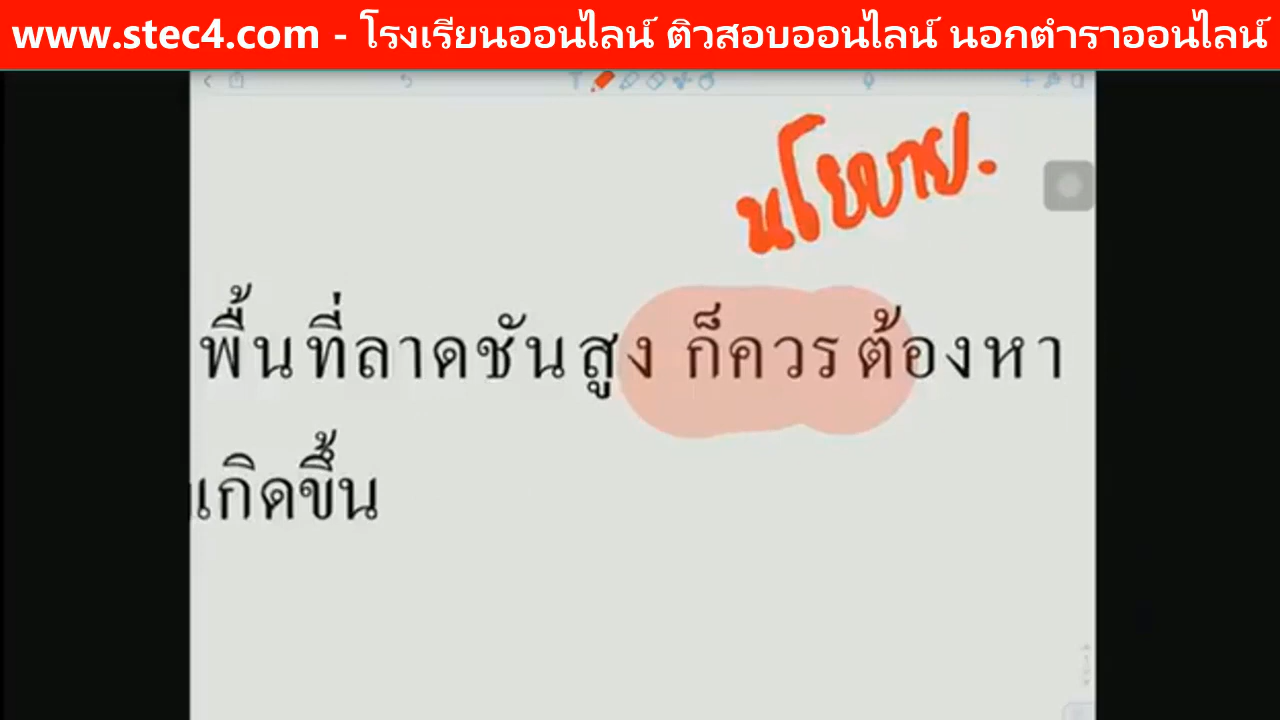 www.stec4.com - โรงเรียนออนไลน์ ติวสอบออนไลน์ นอกตำราออนไลน์
นโยบาย.
พื้นที่ลาดชันสูง ก็ควร ต้องหา
เกิดขึ้น